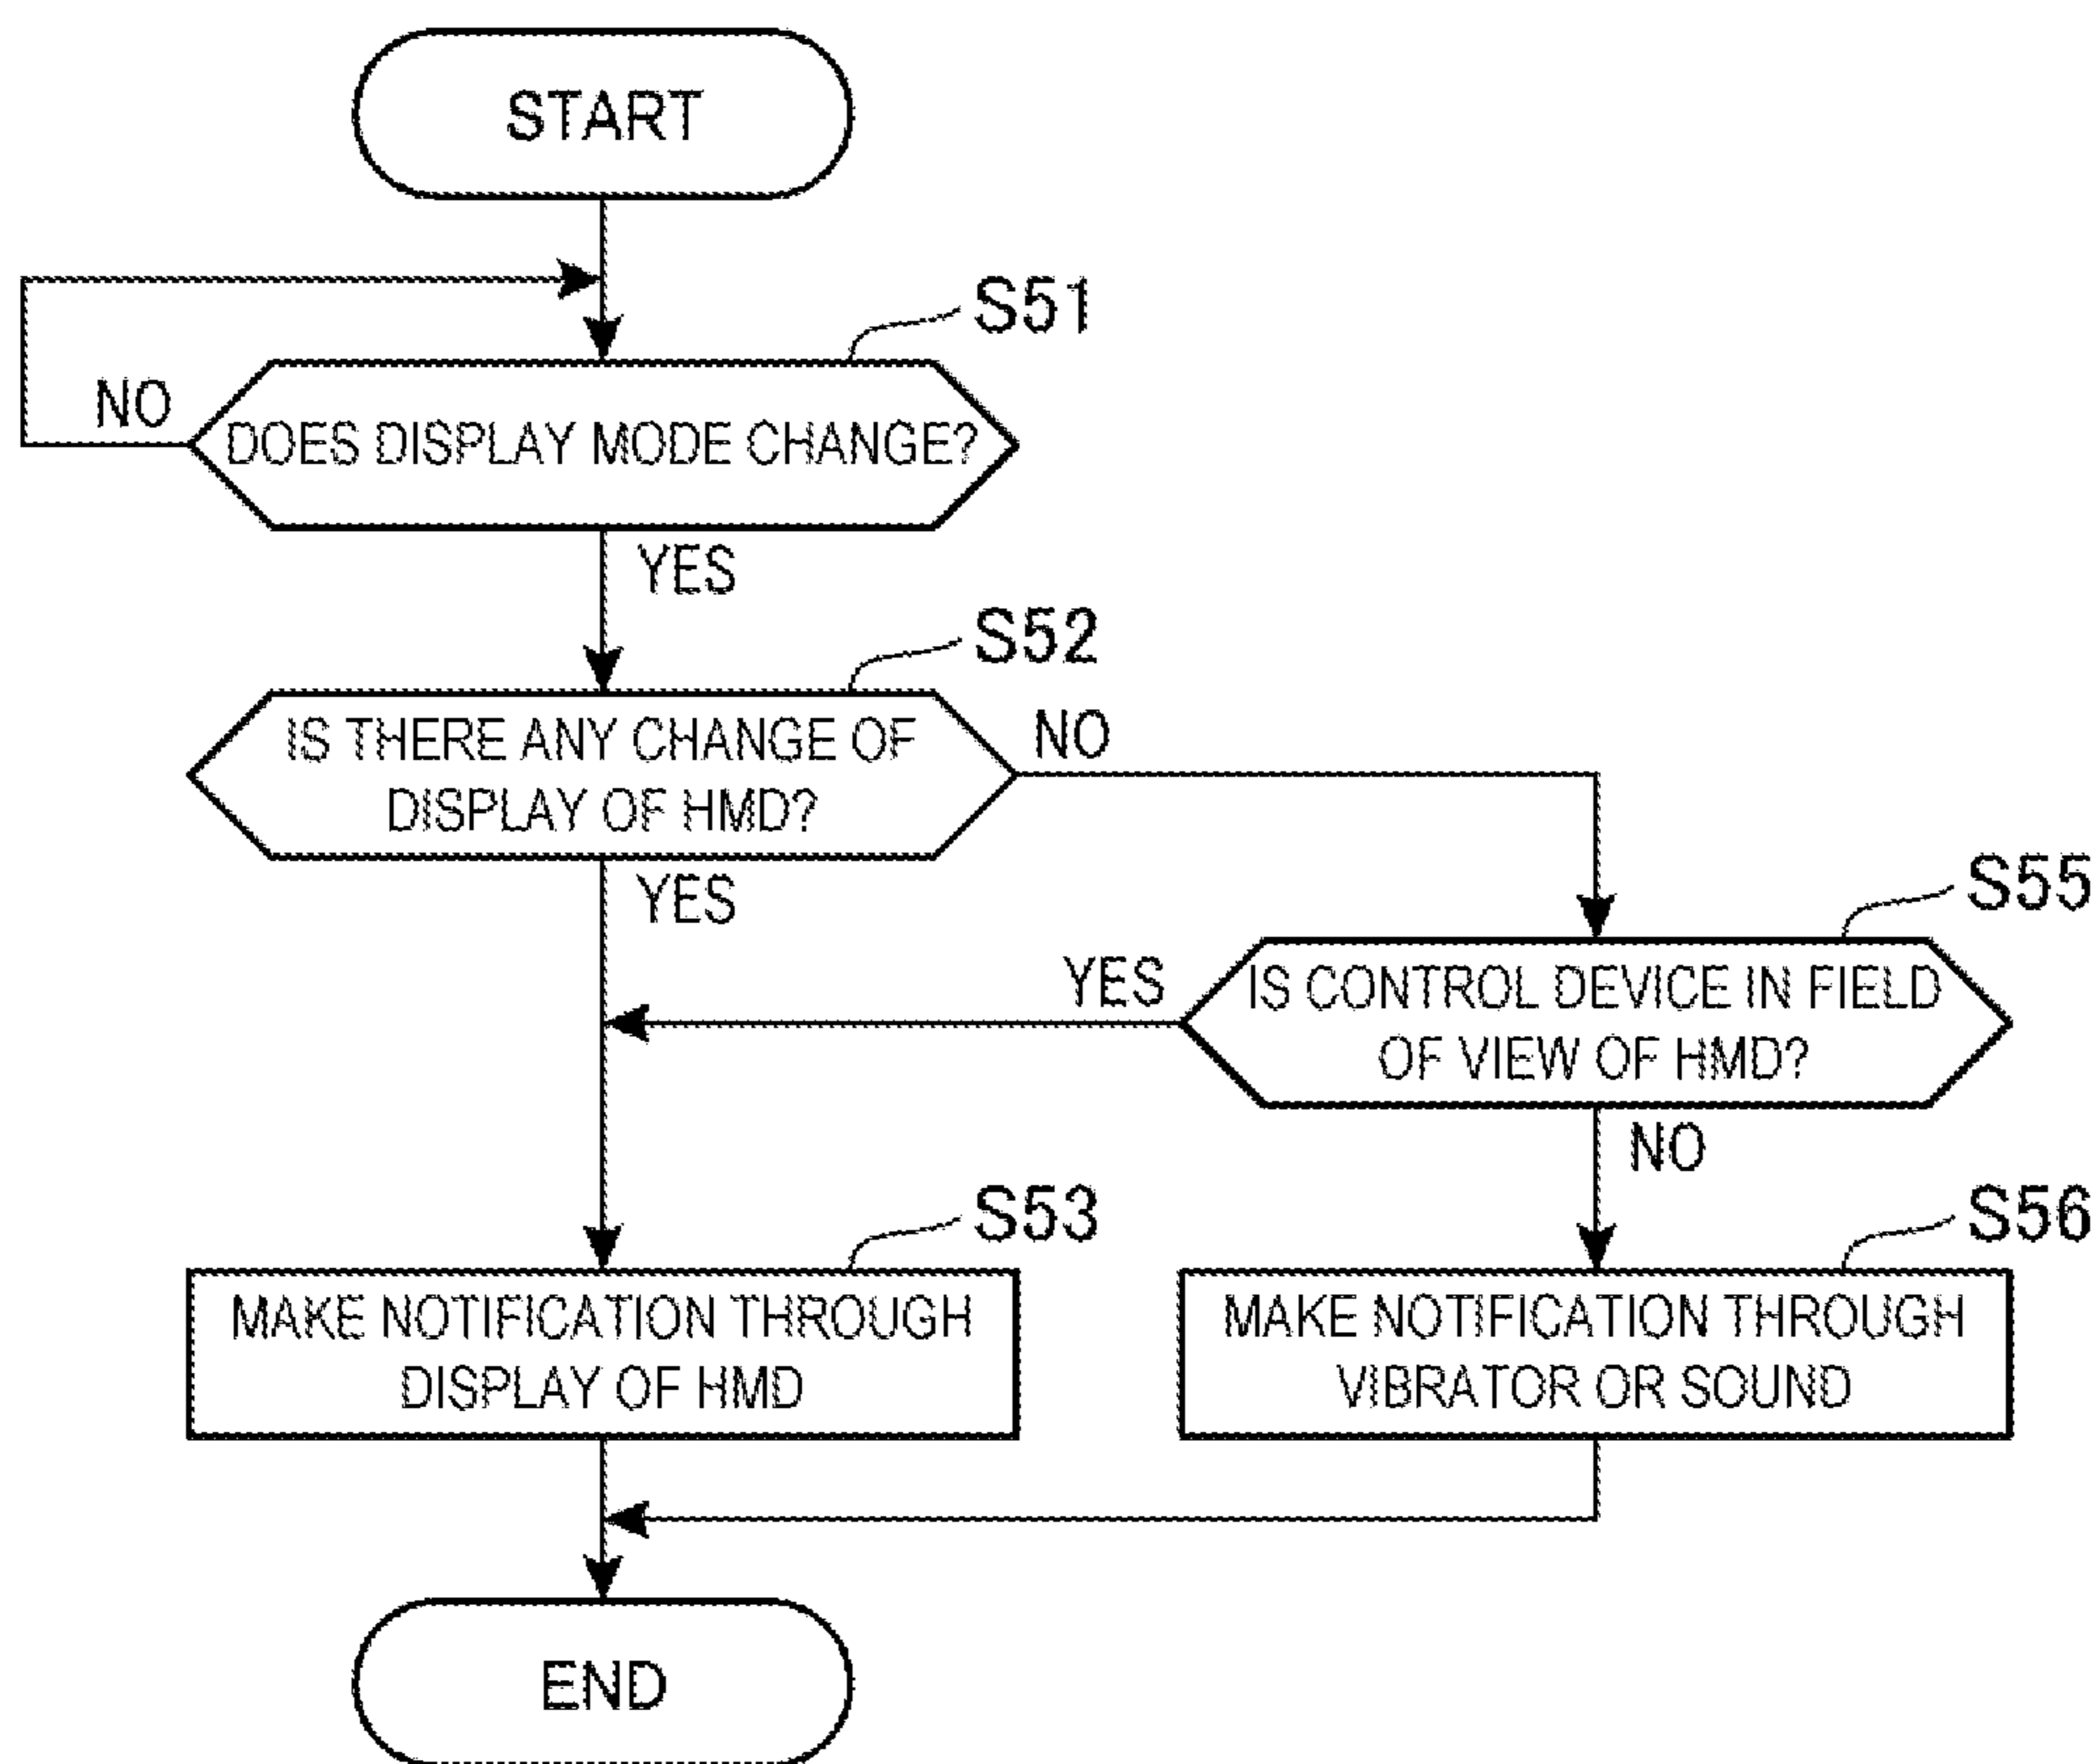 START
S51
NO
DOES DISPLAY MODE CHANGE?
YES
S52
IS THERE ANY CHANGE OF
DISPLAY OF HMD?
NO
YES
S55
YES
IS CONTROL DEVICE IN FIELD
OF VIEW OF HMD?
NO
S53
MAKE NOTIFICATION THROUGH
DISPLAY OF HMD
S56
MAKE NOTIFICATION THROUGH
VIBRATOR OR SOUND
END